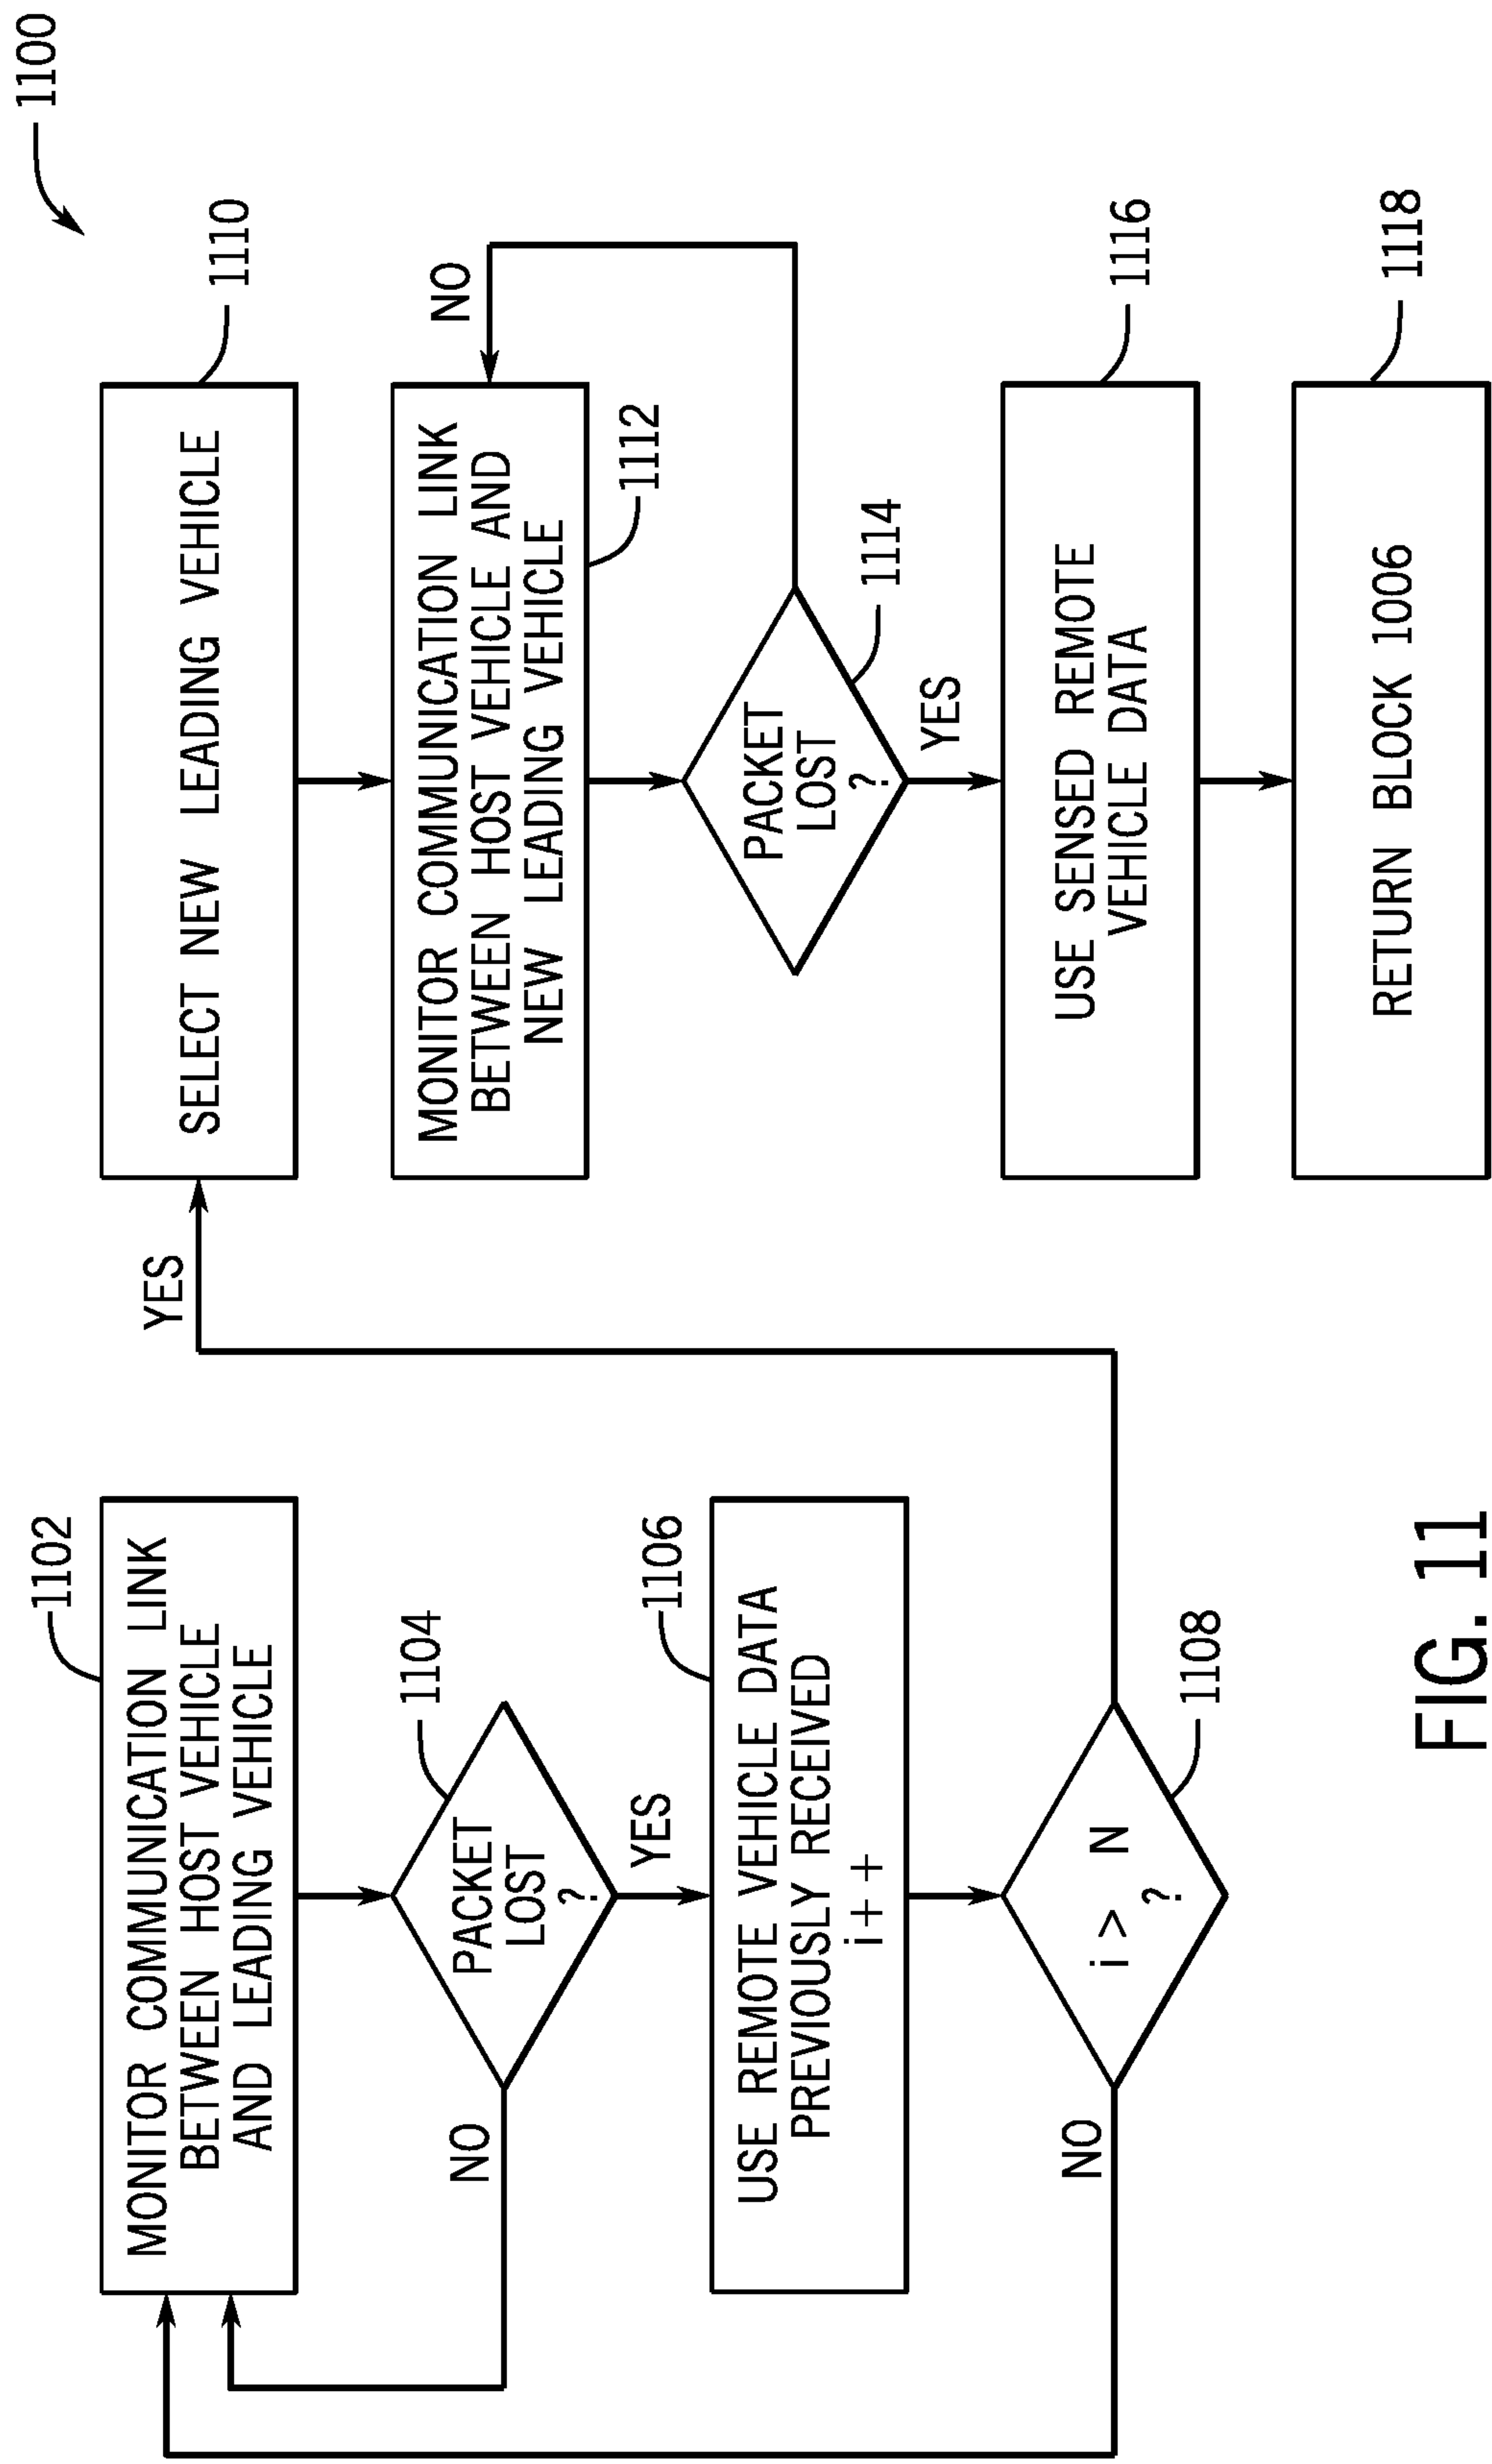 1100
1102
MONITOR COMMUNICATION LINK
BETWEEN HOST VEHICLE
AND LEADING VEHICLE
1104
PACKET
LOST
?
NO
YES
1106
USE REMOTE VEHICLE DATA
PREVIOUSLY RECEIVED
i++
1108
i > N
?
NO
YES
1110
SELECT NEW LEADING VEHICLE
MONITOR COMMUNICATION LINK
BETWEEN HOST VEHICLE AND
NEW LEADING VEHICLE
1112
NO
PACKET
LOST
?
1114
YES
USE SENSED REMOTE
VEHICLE DATA
1116
RETURN BLOCK 1006
1118
FIG. 11